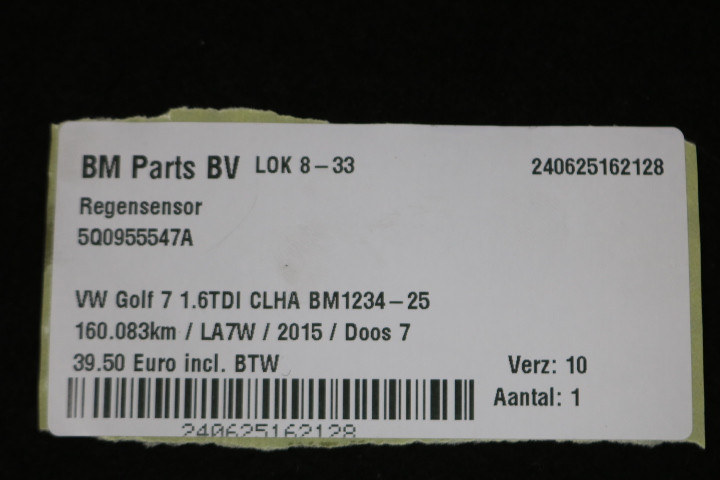 BM Parts BV LOK 8-33 240625162128
Regensensor
5Q0955547A
VW Golf 7 1.6TDI CLHA BM1234-25
160.083km / LA7W / 2015 / Doos 7
39.50 Euro incl. BTW Verz: 10
Aantal: 1
240625162128